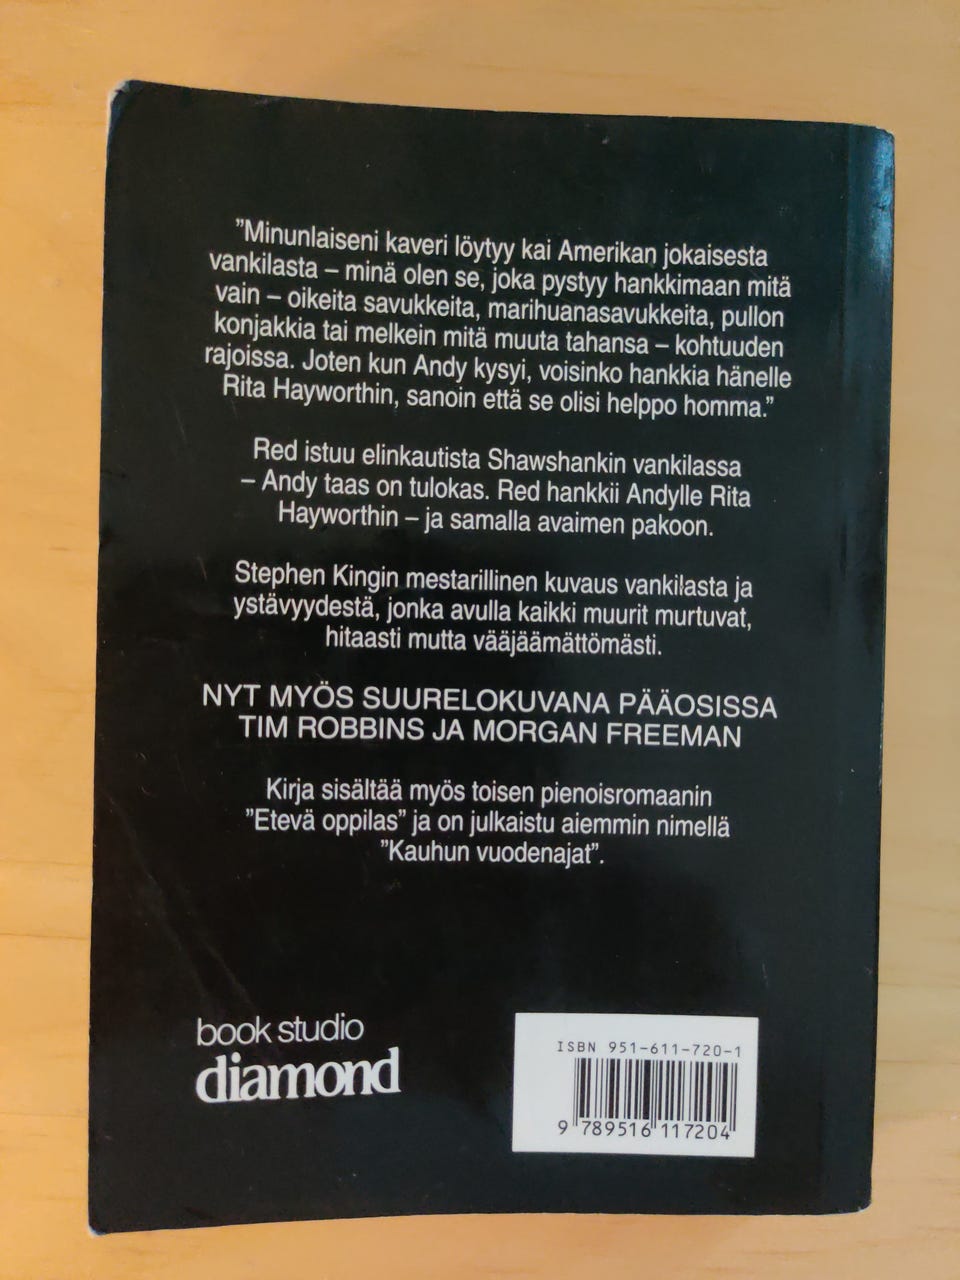 ”Minunlaiseni kaveri löytyy kai Amerikan jokaisesta
vankilasta – minä olen se, joka pystyy hankkimaan mitä
vain – oikeita savukkeita, marihuanasavukkeita, pullon
konjakkia tai melkein mitä muuta tahansa – kohtuuden
rajoissa. Joten kun Andy kysyi, voisinko hankkia hänelle
Rita Hayworthin, sanoin että se olisi helppo homma.”
Red istuu elinkautista Shawshankin vankilassa
– Andy taas on tulokas. Red hankkii Andylle Rita
Hayworthin – ja samalla avaimen pakoon.
Stephen Kingin mestarillinen kuvaus vankilasta ja
ystävyydestä, jonka avulla kaikki muurit murtuvat,
hitaasti mutta vääjäämättömästi.
NYT MYÖS SUURELOKUVANA PÄÄOSISSA
TIM ROBBINS JA MORGAN FREEMAN
Kirja sisältää myös toisen pienoisromaanin
”Etevä oppilas” ja on julkaistu aiemmin nimellä
”Kauhun vuodenajat”.
book studio
diamond
ISBN 951-611-720-1
9 789516 117204